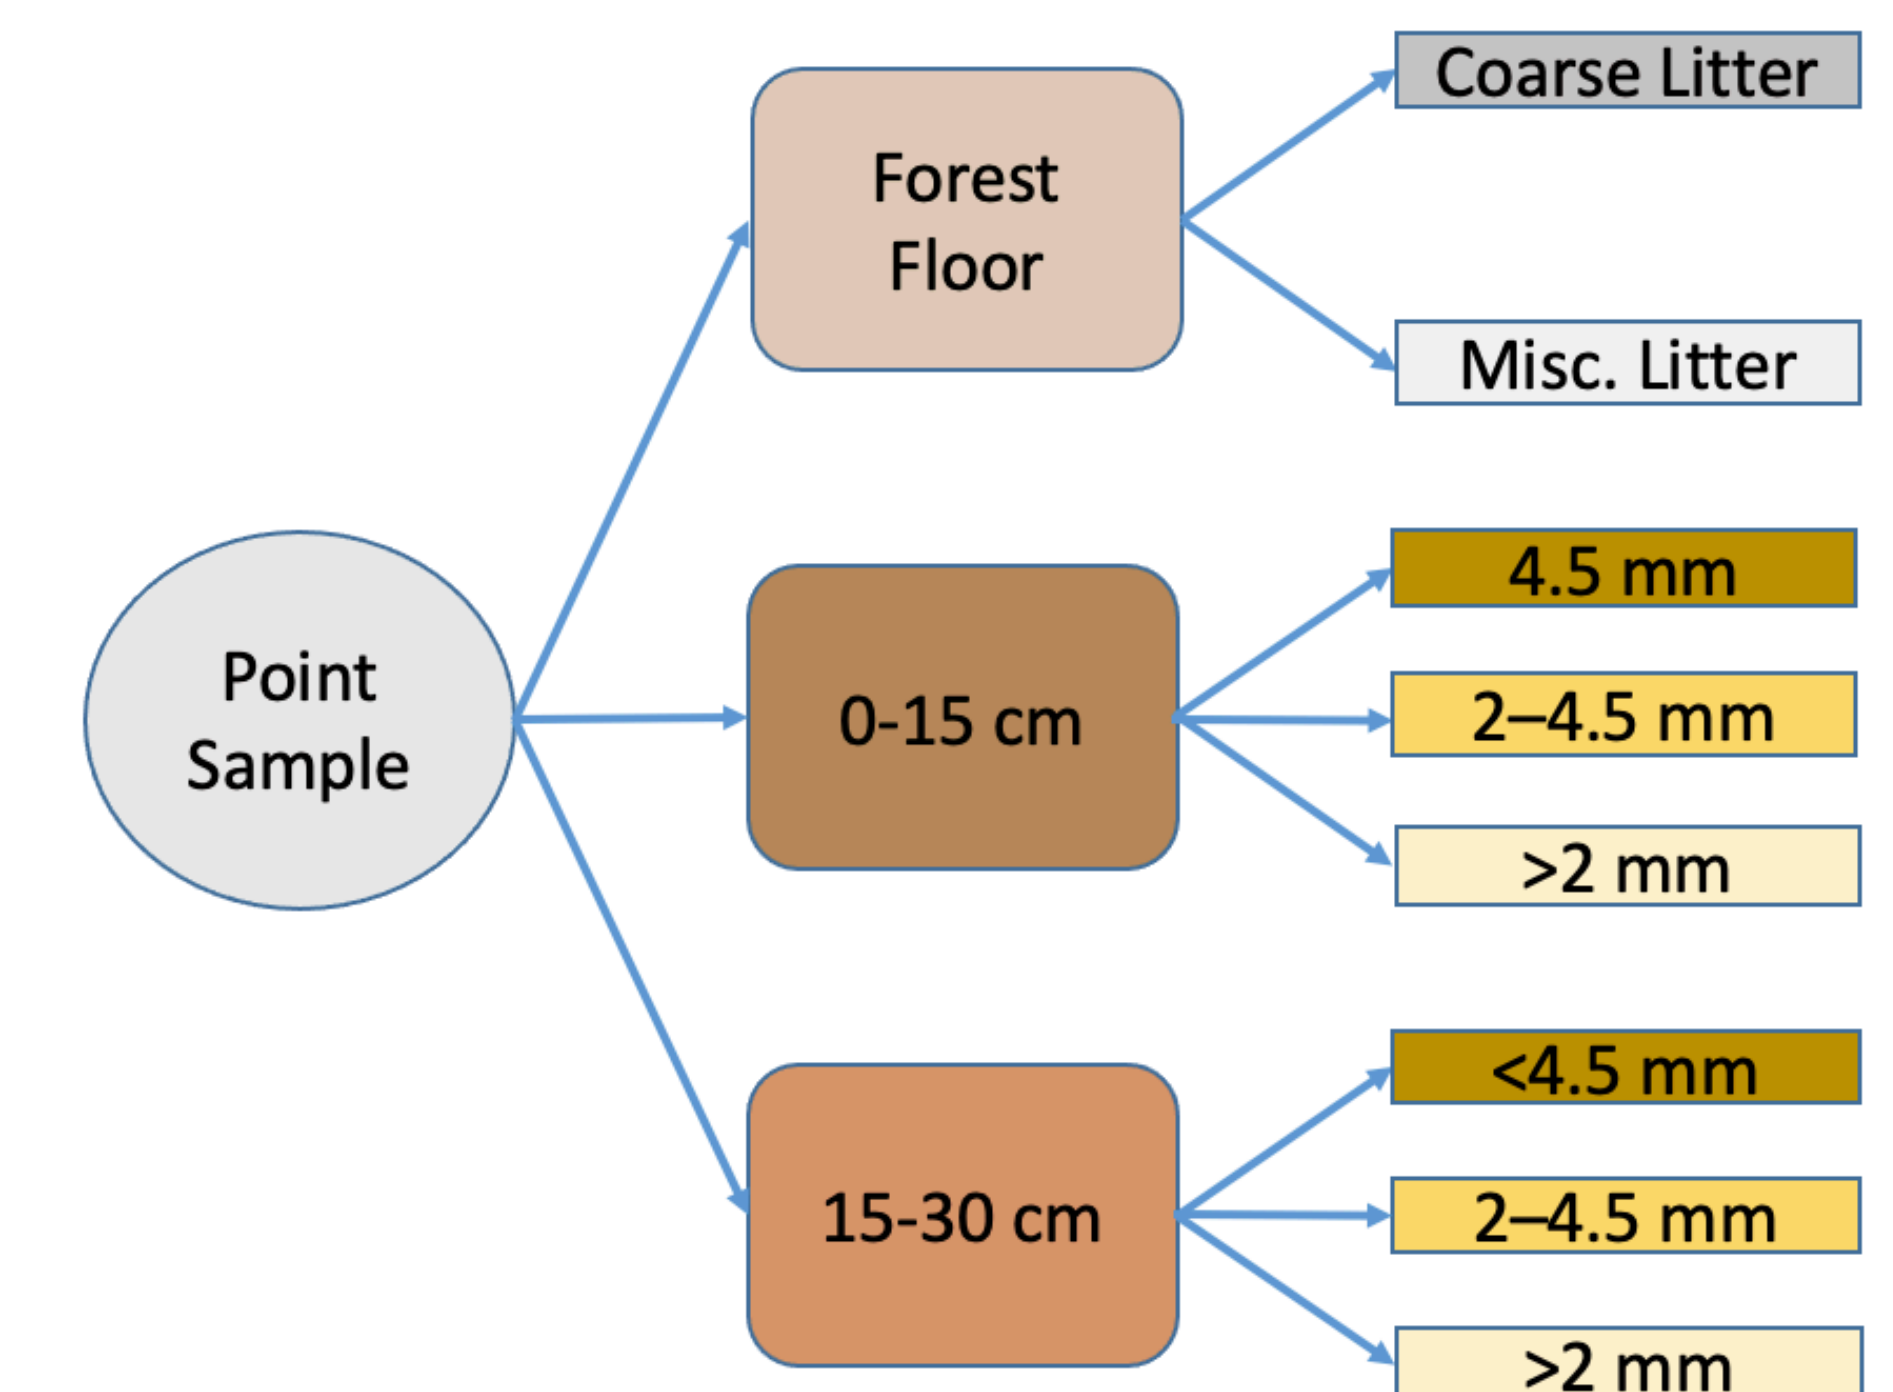 Coarse Litter
Forest
Floor
Misc. Litter
4.5 mm
Point
Sample
0-15 cm
2–4.5 mm
>2 mm
<4.5 mm
15-30 cm
2–4.5 mm
>2 mm